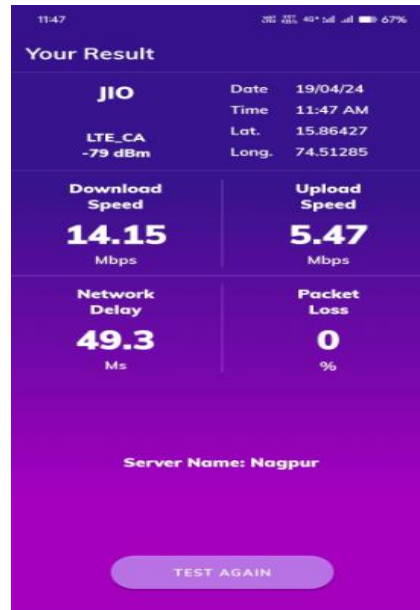 11:47 4G+ 67%
Your Result
JIO
LTE_CA
-79 dBm
Date 19/04/24
Time 11:47 AM
Lat. 15.86427
Long. 74.51285
Download
Speed
14.15
Mbps
Upload
Speed
5.47
Mbps
Network
Delay
49.3
Ms
Packet
Loss
0
%
Server Name: Nagpur
TEST AGAIN